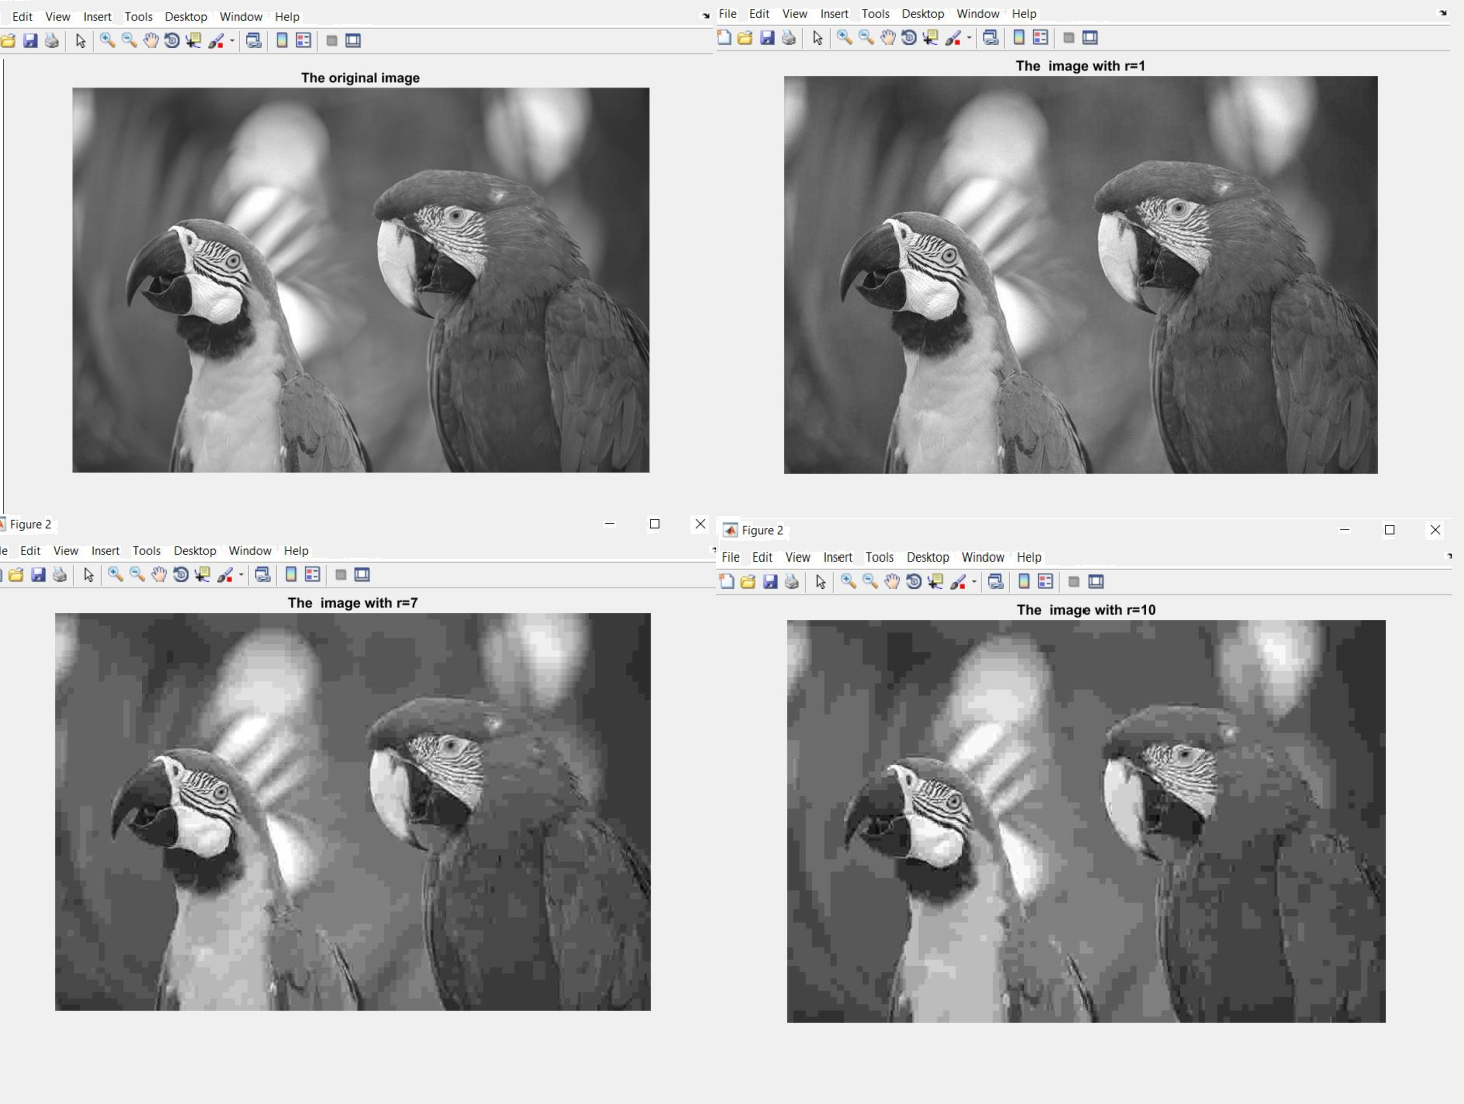 Edit View Insert Tools Desktop Window Help
The original image
File Edit View Insert Tools Desktop Window Help
The image with r=1
Figure 2
le Edit View Insert Tools Desktop Window Help
The image with r=7
Figure 2
File Edit View Insert Tools Desktop Window Help
The image with r=10